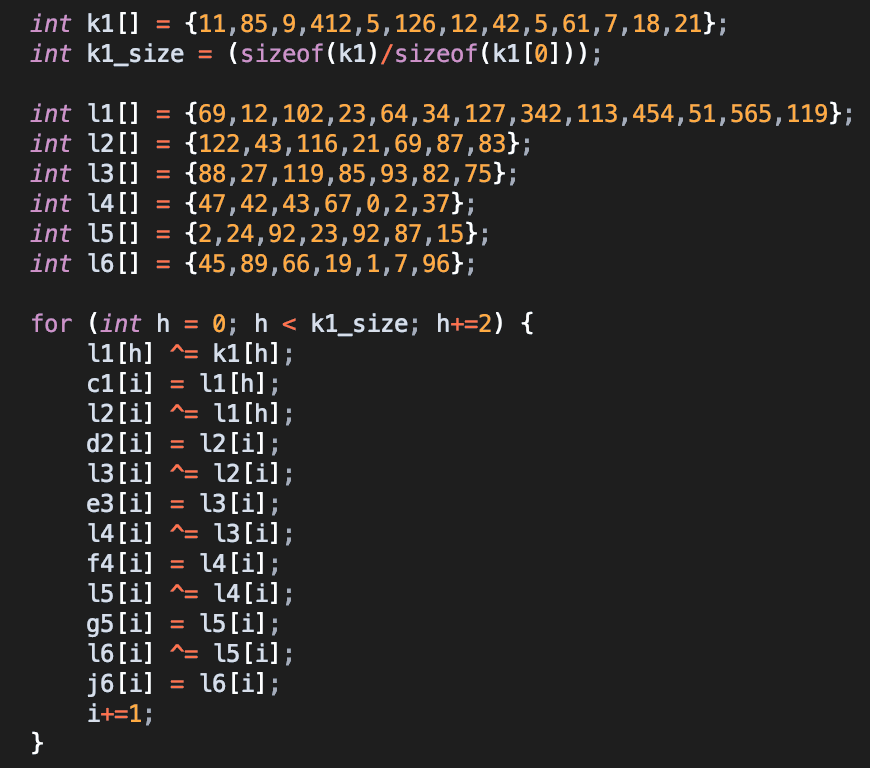 int k1[] = {11,85,9,412,5,126,12,42,5,61,7,18,21};
int k1_size = (sizeof(k1)/sizeof(k1[0]));
int l1[] = {69,12,102,23,64,34,127,342,113,454,51,565,119};
int l2[] = {122,43,116,21,69,87,83};
int l3[] = {88,27,119,85,93,82,75};
int l4[] = {47,42,43,67,0,2,37};
int l5[] = {2,24,92,23,92,87,15};
int l6[] = {45,89,66,19,1,7,96};
for (int h = 0; h < k1_size; h+=2) {
    l1[h] ^= k1[h];
    c1[i] = l1[h];
    l2[i] ^= l1[h];
    d2[i] = l2[i];
    l3[i] ^= l2[i];
    e3[i] = l3[i];
    l4[i] ^= l3[i];
    f4[i] = l4[i];
    l5[i] ^= l4[i];
    g5[i] = l5[i];
    l6[i] ^= l5[i];
    j6[i] = l6[i];
    i+=1;
}